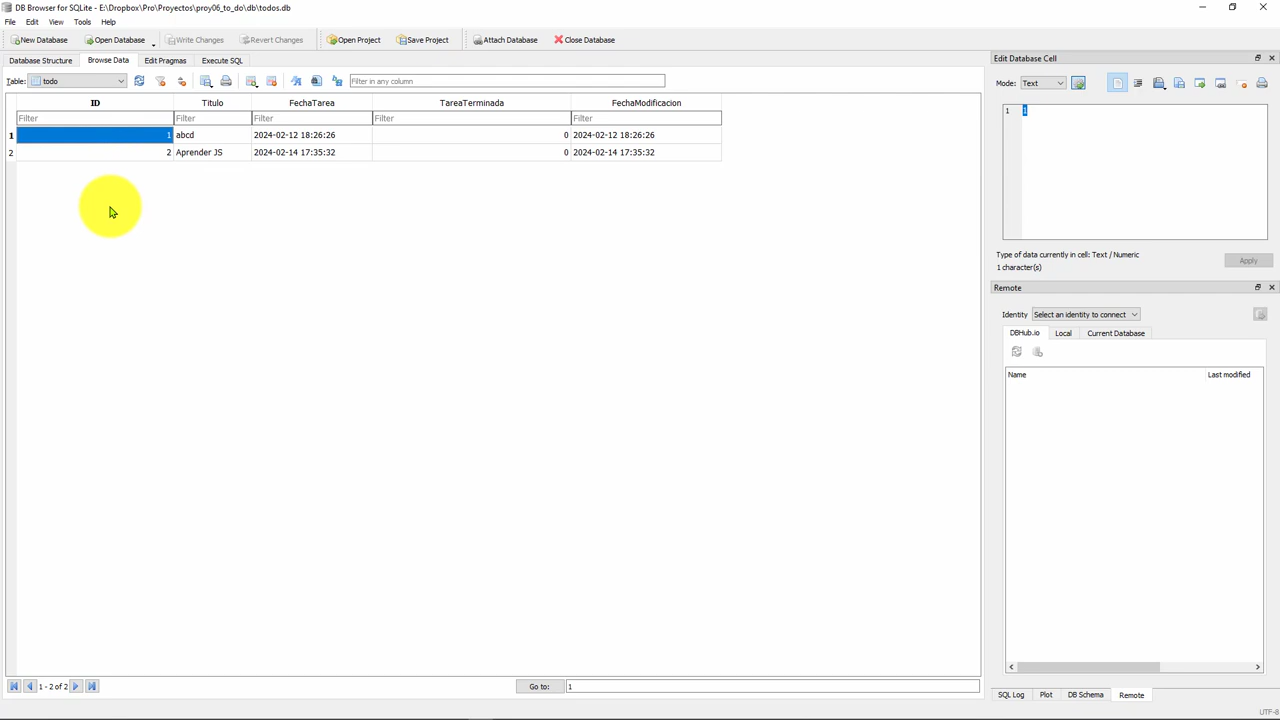 DB Browser for SQLite - E:\Dropbox\Pro\Proyectos\proy06_to_do\db\todos.db
File Edit View Tools Help
New Database Open Database Write Changes Revert Changes Open Project Save Project Attach Database Close Database
Database Structure Browse Data Edit Pragmas Execute SQL
Table: todo Filter in any column
ID Titulo FechaTarea TareaTerminada FechaModificacion
Filter Filter Filter Filter Filter
1 1 abcd 2024-02-12 18:26:26 0 2024-02-12 18:26:26
2 2 Aprender JS 2024-02-14 17:35:32 0 2024-02-14 17:35:32
1 - 2 of 2 Go to: 1
Edit Database Cell
Mode: Text
1 1
Type of data currently in cell: Text / Numeric
1 character(s)
Apply
Remote
Identity Select an identity to connect
DBHub.io Local Current Database
Name Last modified
SQL Log Plot DB Schema Remote
UTF-8